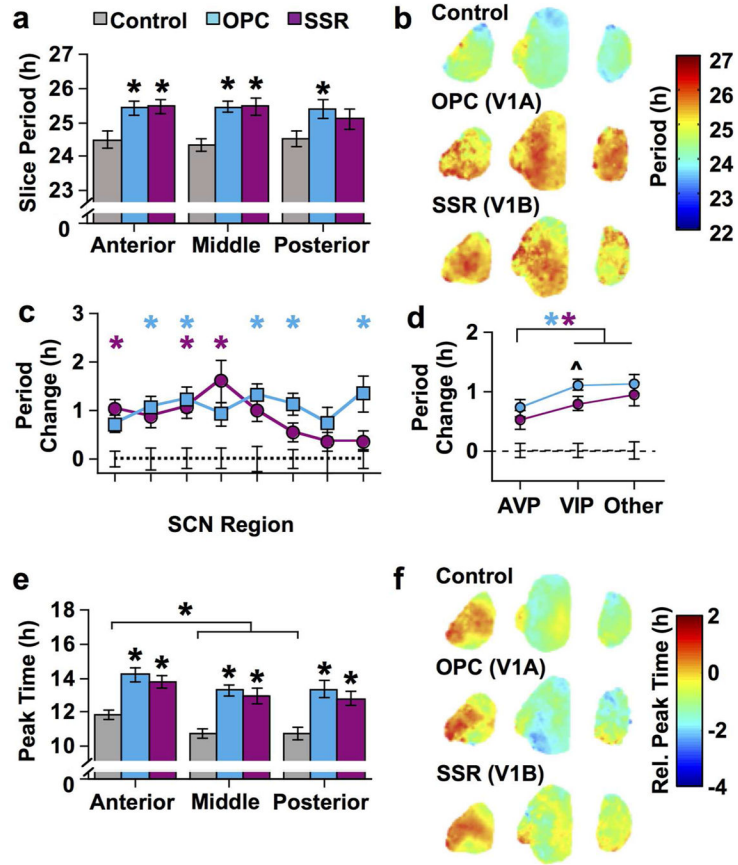 a
Control OPC SSR
Slice Period (h)
27
26
25
24
23
0
* * * * *
Anterior Middle Posterior
b
Control
OPC (V1A)
SSR (V1B)
Period (h)
27
26
25
24
23
22
c
Period
Change (h)
3
2
1
0
* * * * *
* * *
SCN Region
d
Period
Change (h)
2
1
0
**
^
AVP VIP Other
e
Peak Time (h)
18
16
14
12
10
0
*
* * * * * *
Anterior Middle Posterior
f
Control
OPC (V1A)
SSR (V1B)
Rel. Peak Time (h)
2
0
-2
-4